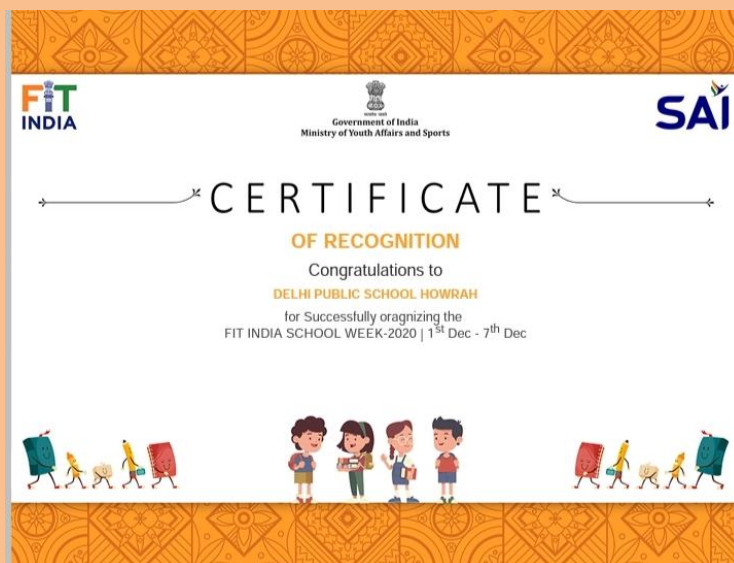 FIT
INDIA
Government of India
Ministry of Youth Affairs and Sports
SAI
CERTIFICATE
OF RECOGNITION
Congratulations to
DELHI PUBLIC SCHOOL HOWRAH
for Successfully oragnizing the
FIT INDIA SCHOOL WEEK-2020 | 1st Dec - 7th Dec